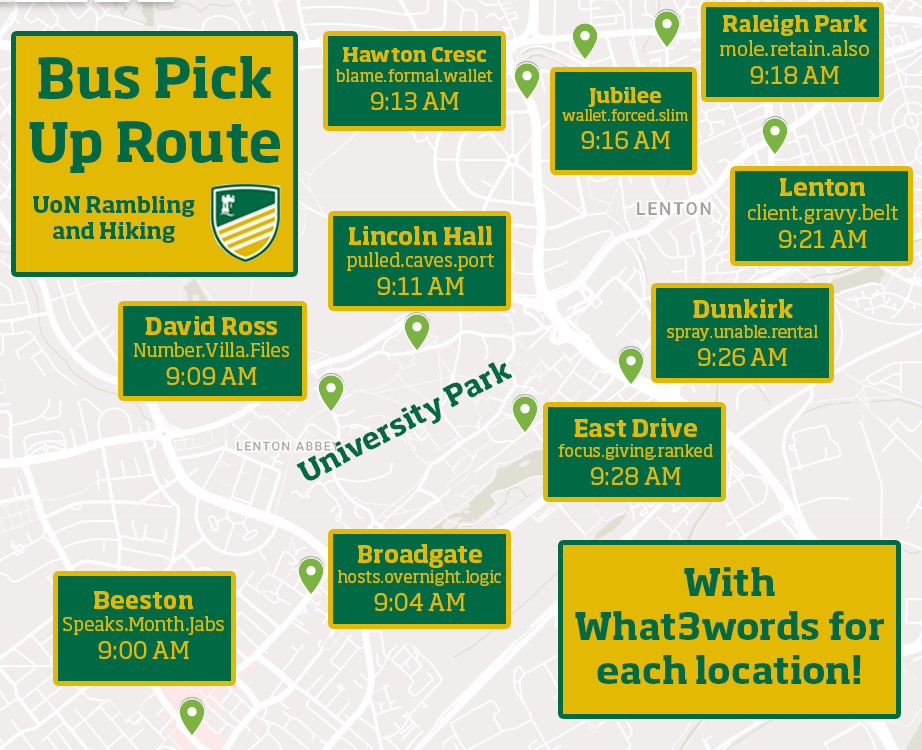 Bus Pick
Up Route
UoN Rambling
and Hiking
Hawton Cresc
blame.formal.wallet
9:13 AM
Jubilee
wallet.forced.slim
9:16 AM
Raleigh Park
mole.retain.also
9:18 AM
LENTON
Lenton
client.gravy.belt
9:21 AM
Lincoln Hall
pulled.caves.port
9:11 AM
David Ross
Number.Villa.Files
9:09 AM
Dunkirk
spray.unable.rental
9:26 AM
University Park
LENTON ABBEY
East Drive
focus.giving.ranked
9:28 AM
Broadgate
hosts.overnight.logic
9:04 AM
Beeston
Speaks.Month.Jabs
9:00 AM
With
What3words for
each location!